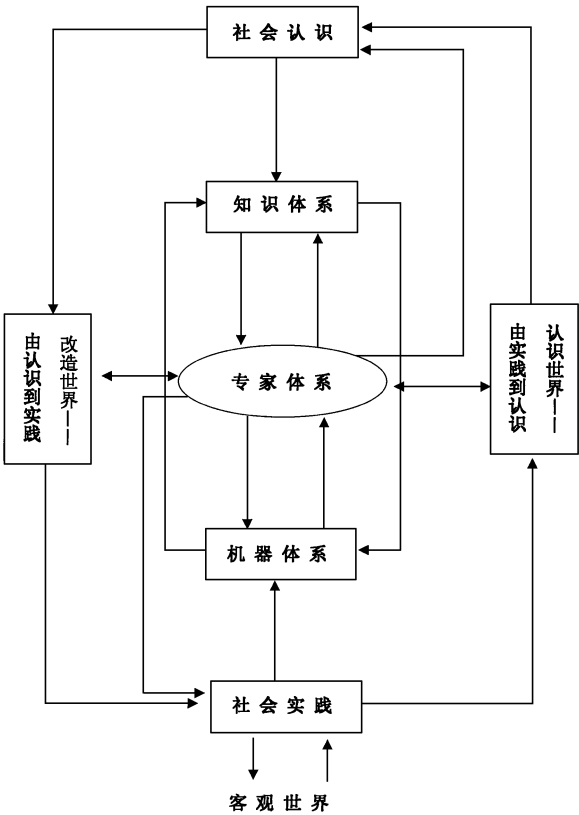 社会认识
知识体系
改造世界——
由认识到实践
专家体系
认识世界——
由实践到认识
机器体系
社会实践
客观世界